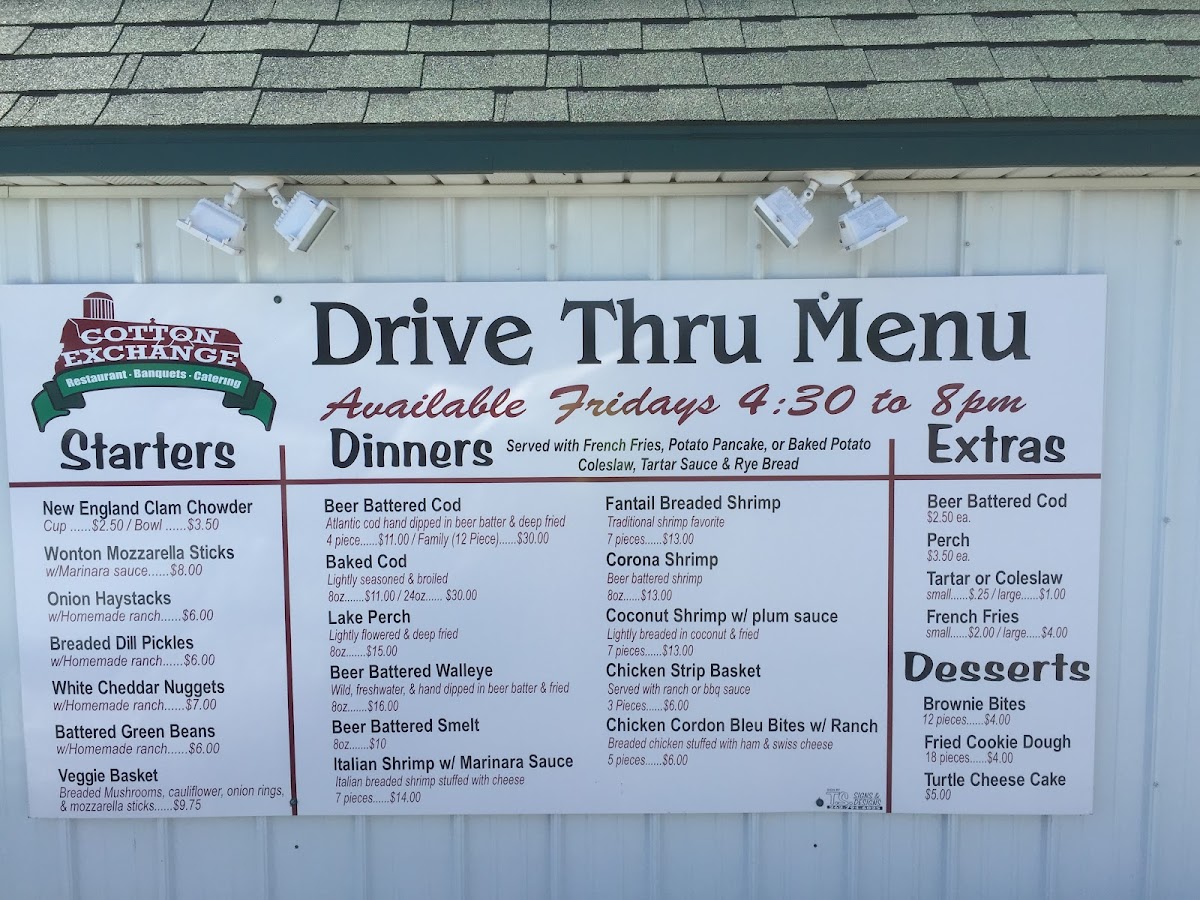 COTTON
EXCHANGE
Restaurant - Banquets - Catering
Drive Thru Menu
Available Fridays 4:30 to 8pm
Starters
New England Clam Chowder
Cup ......$2.50 / Bowl ......$3.50
Wonton Mozzarella Sticks
w/Marinara sauce......$8.00
Onion Haystacks
w/Homemade ranch......$6.00
Breaded Dill Pickles
w/Homemade ranch......$6.00
White Cheddar Nuggets
w/Homemade ranch......$7.00
Battered Green Beans
w/Homemade ranch......$6.00
Veggie Basket
Breaded Mushrooms, cauliflower, onion rings,
& mozzarella sticks......$9.75
Dinners
Served with French Fries, Potato Pancake, or Baked Potato
Coleslaw, Tartar Sauce & Rye Bread
Beer Battered Cod
Atlantic cod hand dipped in beer batter & deep fried
4 piece......$11.00 / Family (12 Piece)......$30.00
Baked Cod
Lightly seasoned & broiled
8oz......$11.00 / 24oz...... $30.00
Lake Perch
Lightly flowered & deep fried
8oz......$15.00
Beer Battered Walleye
Wild, freshwater, & hand dipped in beer batter & fried
8oz......$16.00
Beer Battered Smelt
8oz......$10
Italian Shrimp w/ Marinara Sauce
Italian breaded shrimp stuffed with cheese
7 pieces......$14.00
Fantail Breaded Shrimp
Traditional shrimp favorite
7 pieces......$13.00
Corona Shrimp
Beer battered shrimp
8oz......$13.00
Coconut Shrimp w/ plum sauce
Lightly breaded in coconut & fried
7 pieces......$13.00
Chicken Strip Basket
Served with ranch or bbq sauce
3 Pieces......$6.00
Chicken Cordon Bleu Bites w/ Ranch
Breaded chicken stuffed with ham & swiss cheese
5 pieces......$6.00
T.S. SIGNS &
DESIGNS
Extras
Beer Battered Cod
$2.50 ea.
Perch
$3.50 ea.
Tartar or Coleslaw
small......$.25 / large......$1.00
French Fries
small......$2.00 / large......$4.00
Desserts
Brownie Bites
12 pieces......$4.00
Fried Cookie Dough
18 pieces......$4.00
Turtle Cheese Cake
$5.00